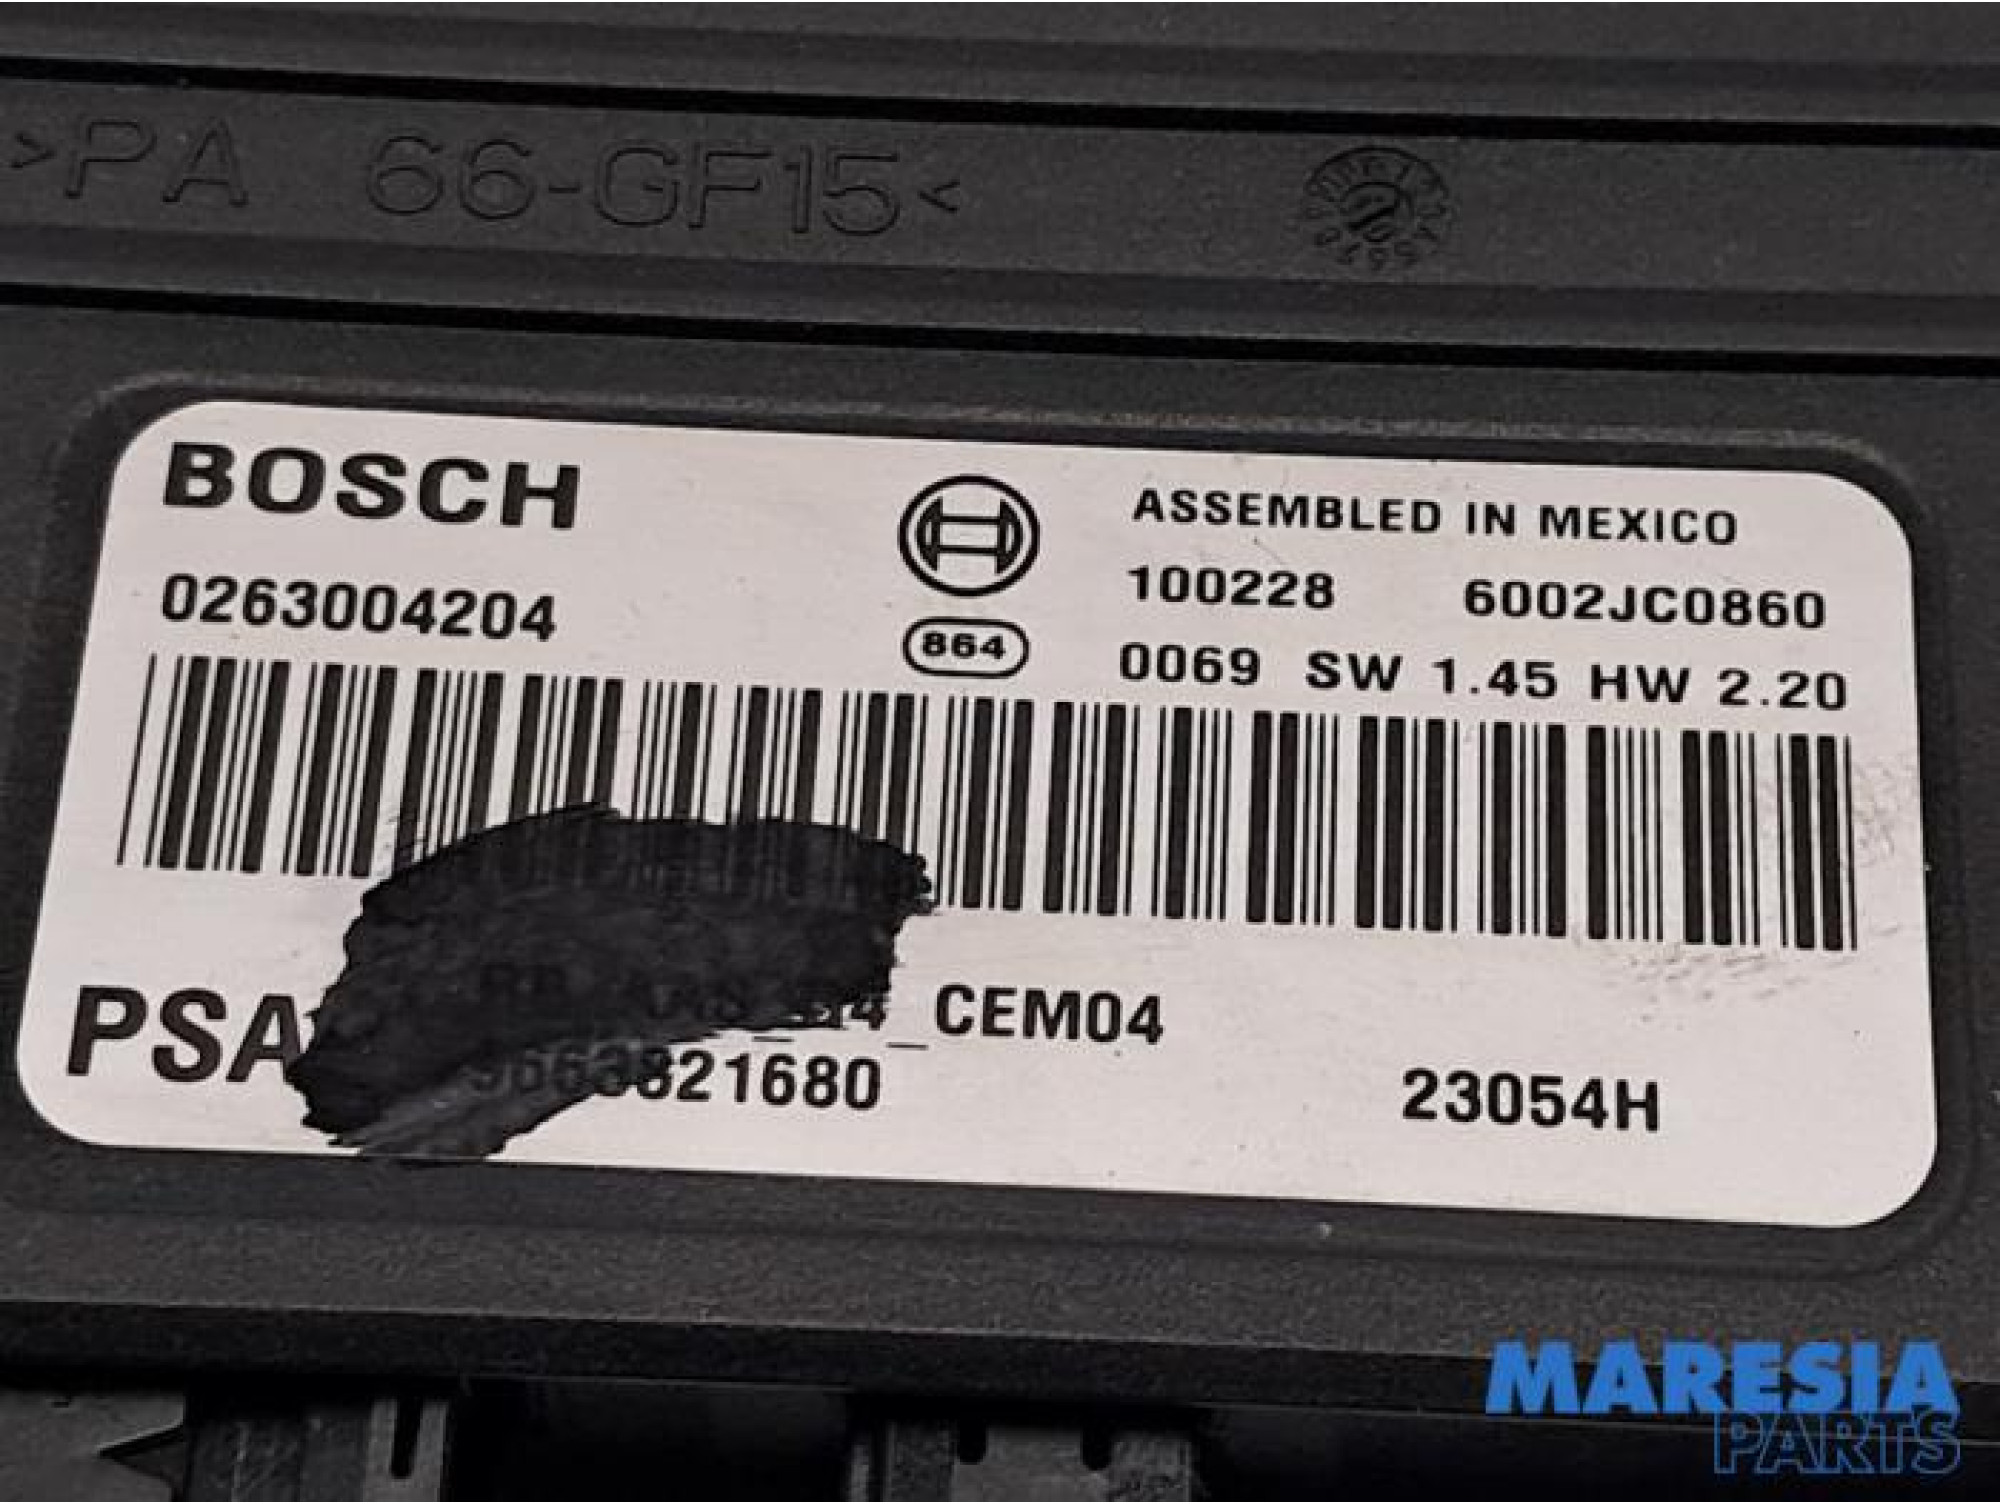 >PA 66-GF15<
BOSCH
ASSEMBLED IN MEXICO
0263004204
100228 6002JC0860
864
0069 SW 1.45 HW 2.20
PSA
_CEM04
9663821680
23054H
MARESIA
PARTS